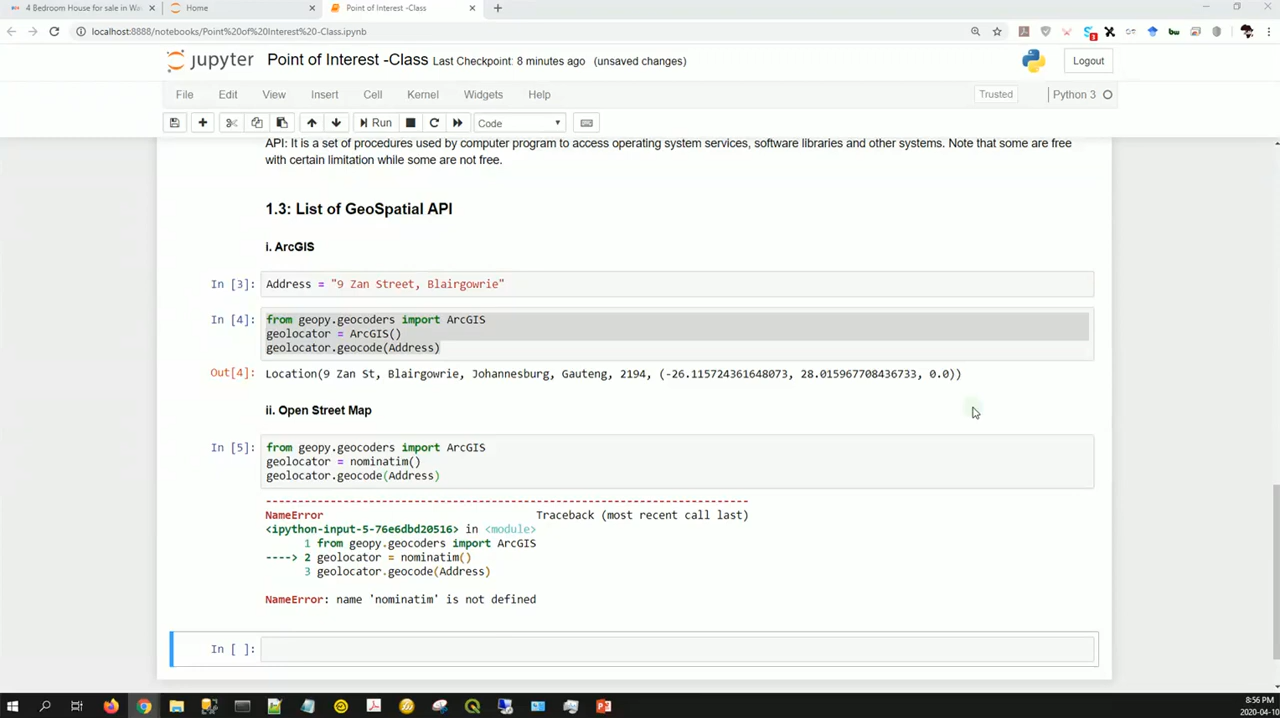 4 Bedroom House for sale in Wa
Home
Point of Interest -Class
localhost:8888/notebooks/Point%20of%20Interest%20-Class.ipynb
jupyter Point of Interest -Class Last Checkpoint: 8 minutes ago (unsaved changes)
Logout
File Edit View Insert Cell Kernel Widgets Help
Trusted
Python 3
Run
Code
API: It is a set of procedures used by computer program to access operating system services, software libraries and other systems. Note that some are free
with certain limitation while some are not free.
1.3: List of GeoSpatial API
i. ArcGIS
In [3]: Address = "9 Zan Street, Blairgowrie"
In [4]: from geopy.geocoders import ArcGIS
geolocator = ArcGIS()
geolocator.geocode(Address)
Out[4]: Location(9 Zan St, Blairgowrie, Johannesburg, Gauteng, 2194, (-26.115724361648073, 28.015967708436733, 0.0))
ii. Open Street Map
In [5]: from geopy.geocoders import ArcGIS
geolocator = nominatim()
geolocator.geocode(Address)
---------------------------------------------------------------------------
NameError Traceback (most recent call last)
<ipython-input-5-76e6dbd20516> in <module>
1 from geopy.geocoders import ArcGIS
----> 2 geolocator = nominatim()
3 geolocator.geocode(Address)
NameError: name 'nominatim' is not defined
In [ ]:
8:56 PM
2020-04-10